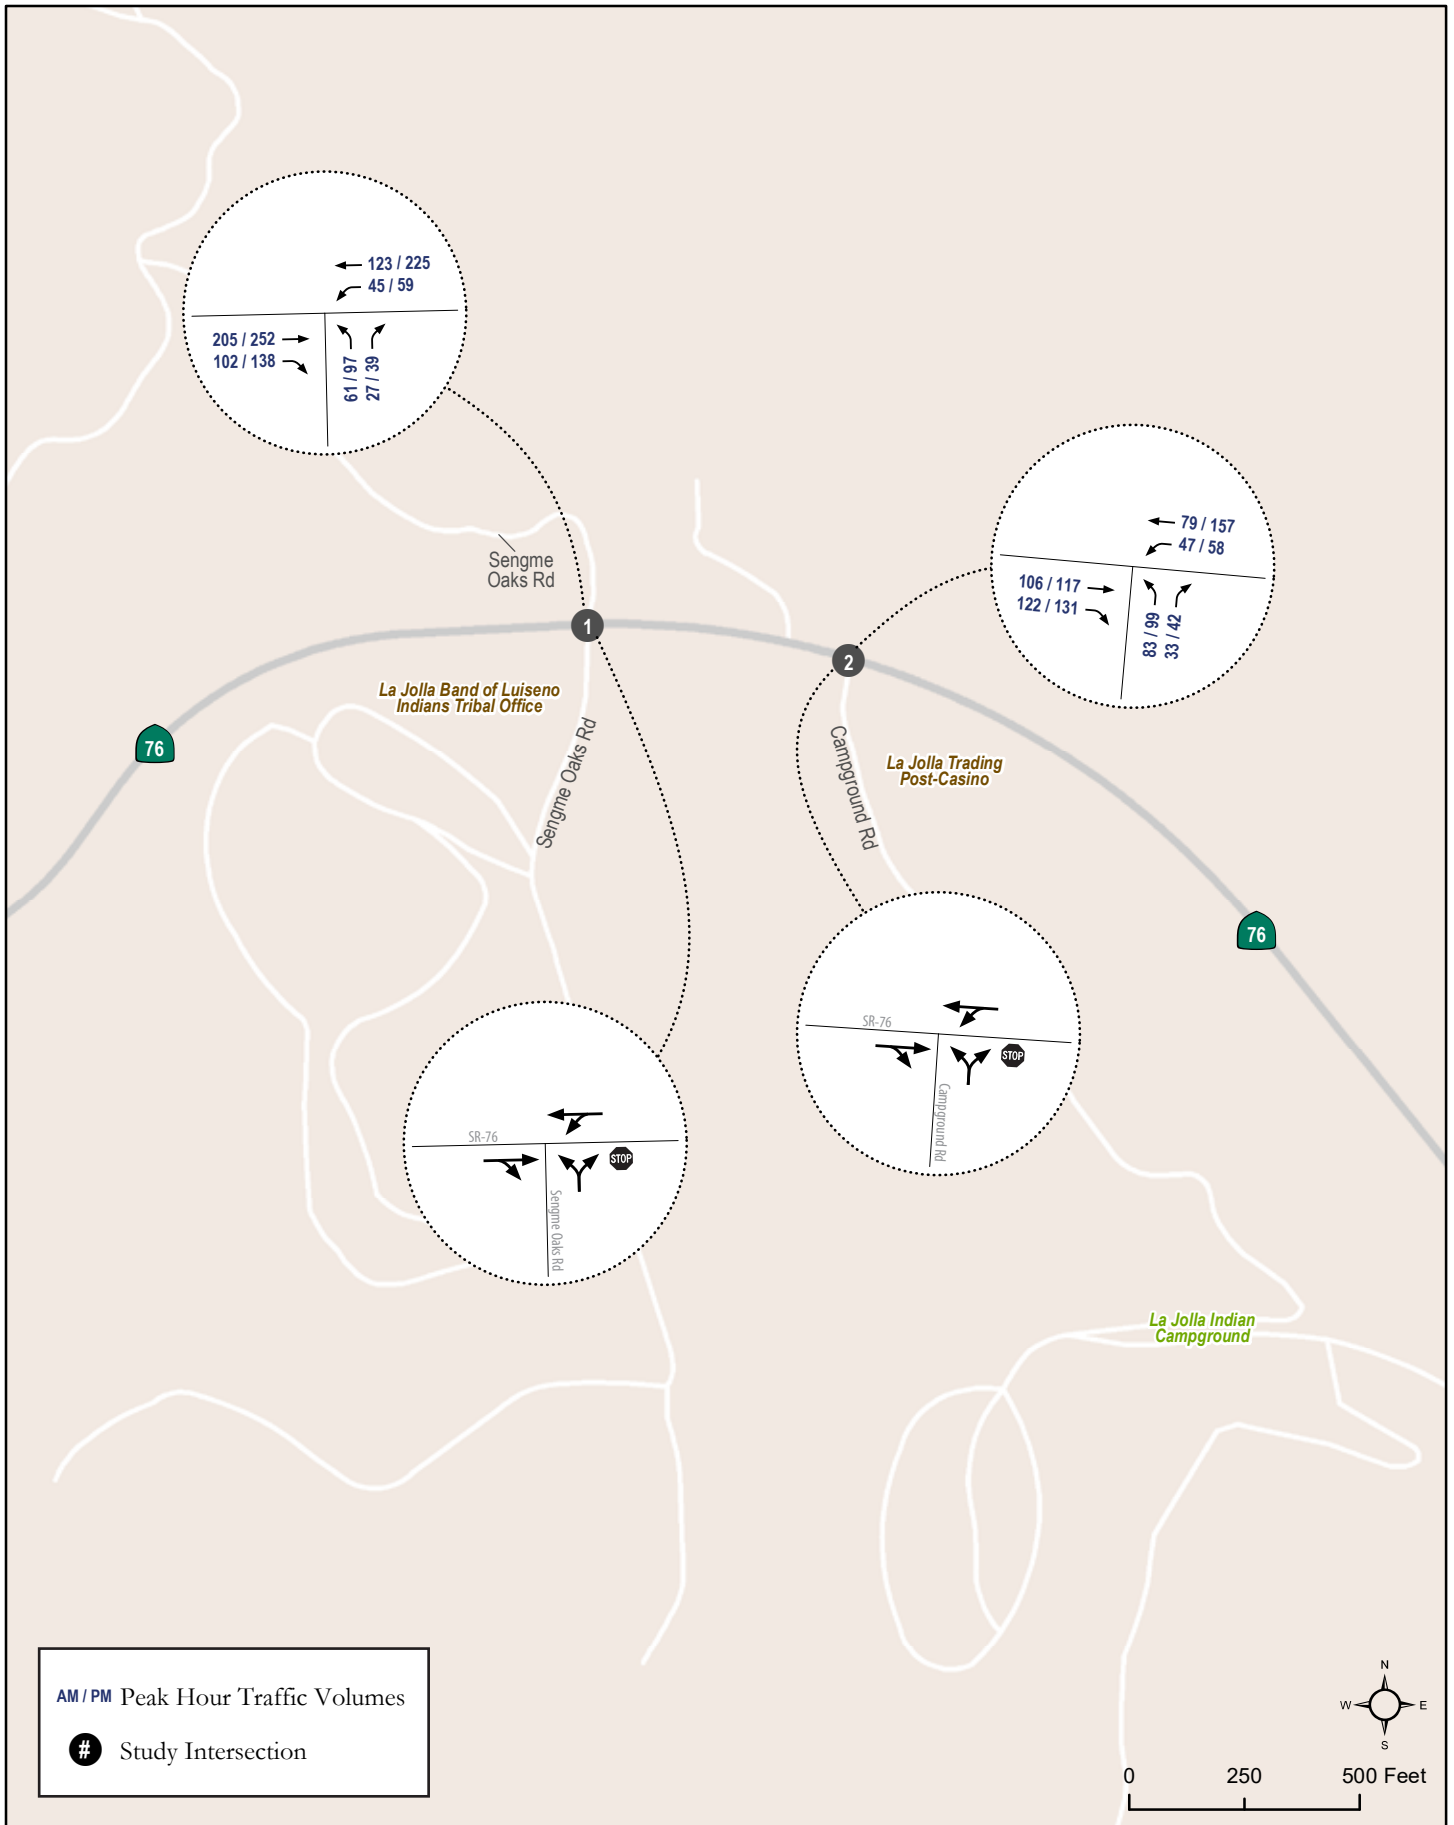 123 / 225
45 / 59
205 / 252
102 / 138
61 / 97
27 / 39
79 / 157
47 / 58
106 / 117
122 / 131
83 / 99
33 / 42
Sengme
Oaks Rd
1
2
La Jolla Band of Luiseno
Indians Tribal Office
76
Sengme Oaks Rd
Campground Rd
La Jolla Trading
Post-Casino
76
SR-76
STOP
Campground Rd
SR-76
STOP
Sengme Oaks Rd
La Jolla Indian
Campground
AM / PM Peak Hour Traffic Volumes
# Study Intersection
N
W E
S
0 250 500 Feet